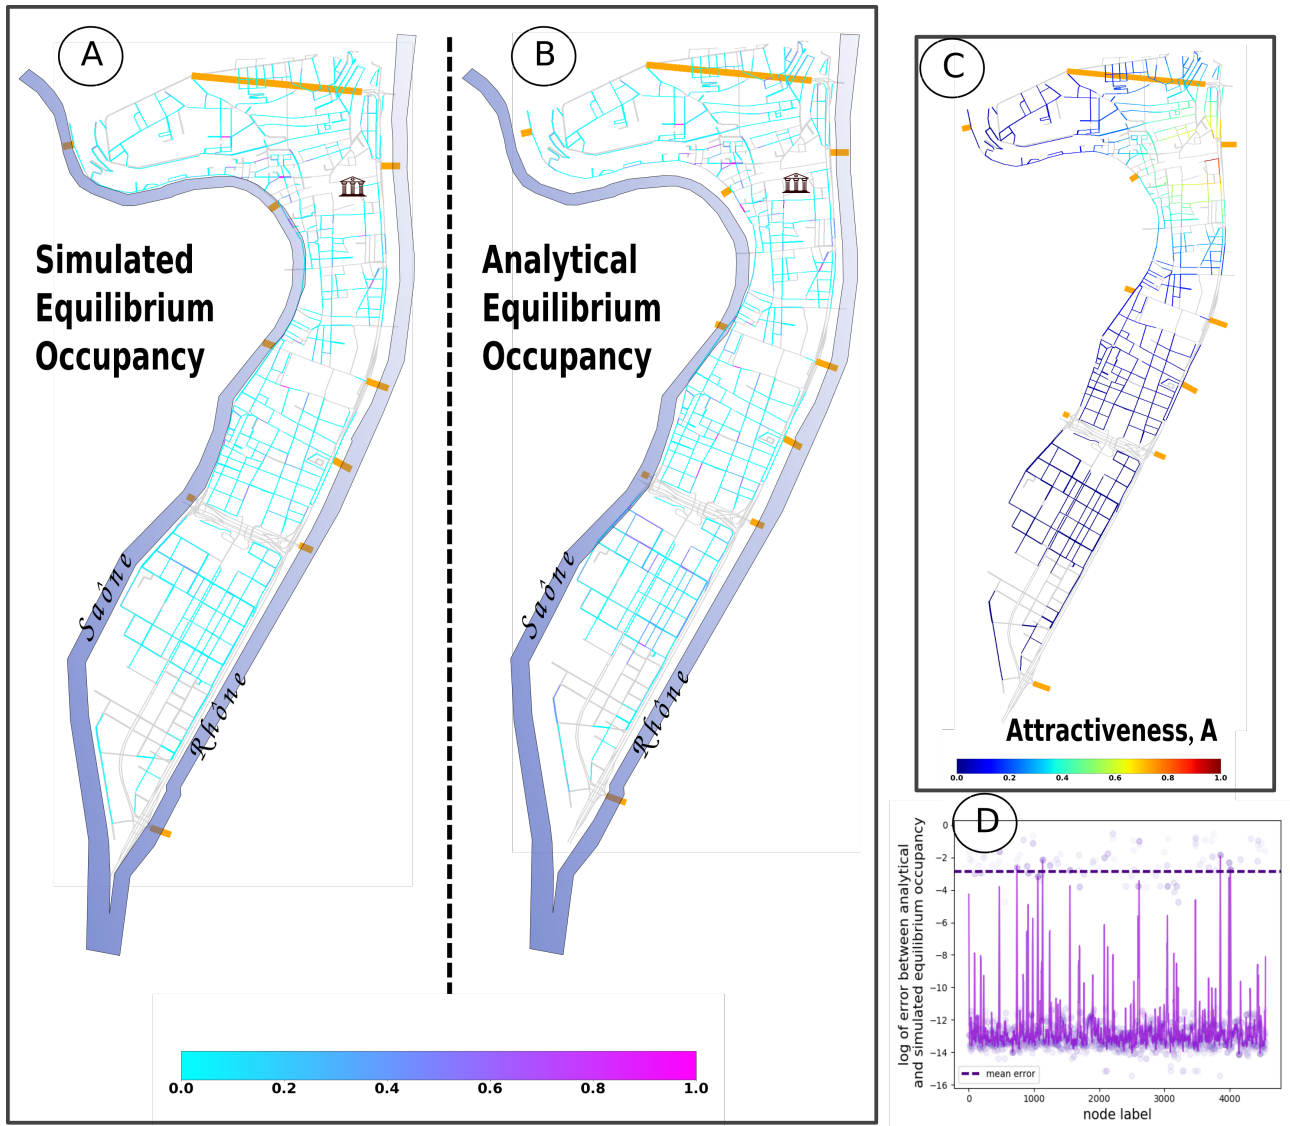 A
Simulated
Equilibrium
Occupancy
Saône
Rhône
B
Analytical
Equilibrium
Occupancy
Saône
Rhône
0.0 0.2 0.4 0.6 0.8 1.0
C
Attractiveness, A
0.0 0.2 0.4 0.6 0.8 1.0
D
log of error between analytical
and simulated equilibrium occupancy
0
−2
−4
−6
−8
−10
−12
−14
−16
mean error
0 1000 2000 3000 4000
node label